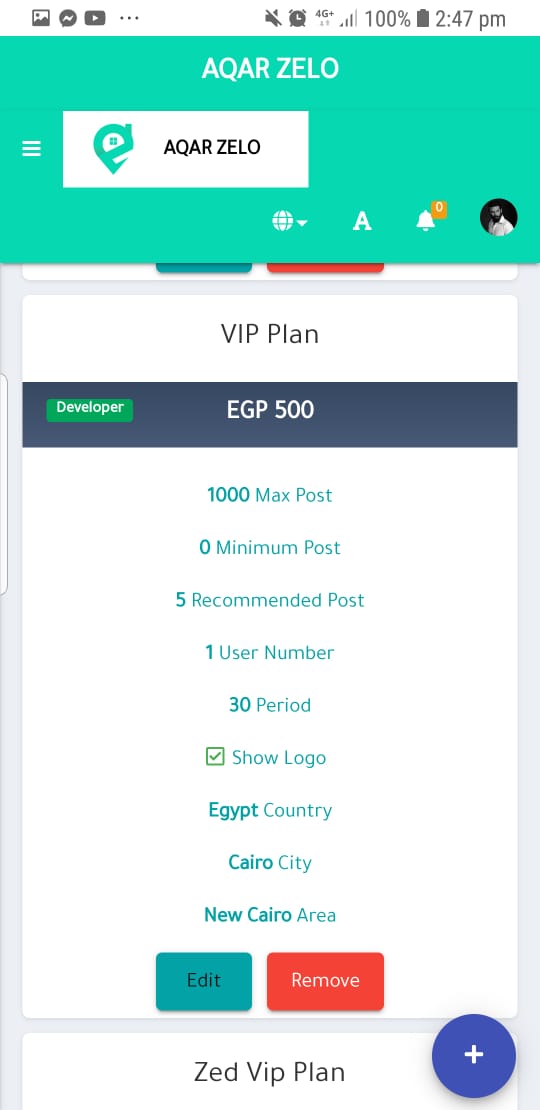 4G+ 100% 2:47 pm
AQAR ZELO
AQAR ZELO
A 0
VIP Plan
Developer EGP 500
1000 Max Post
0 Minimum Post
5 Recommended Post
1 User Number
30 Period
Show Logo
Egypt Country
Cairo City
New Cairo Area
Edit Remove
+
Zed Vip Plan